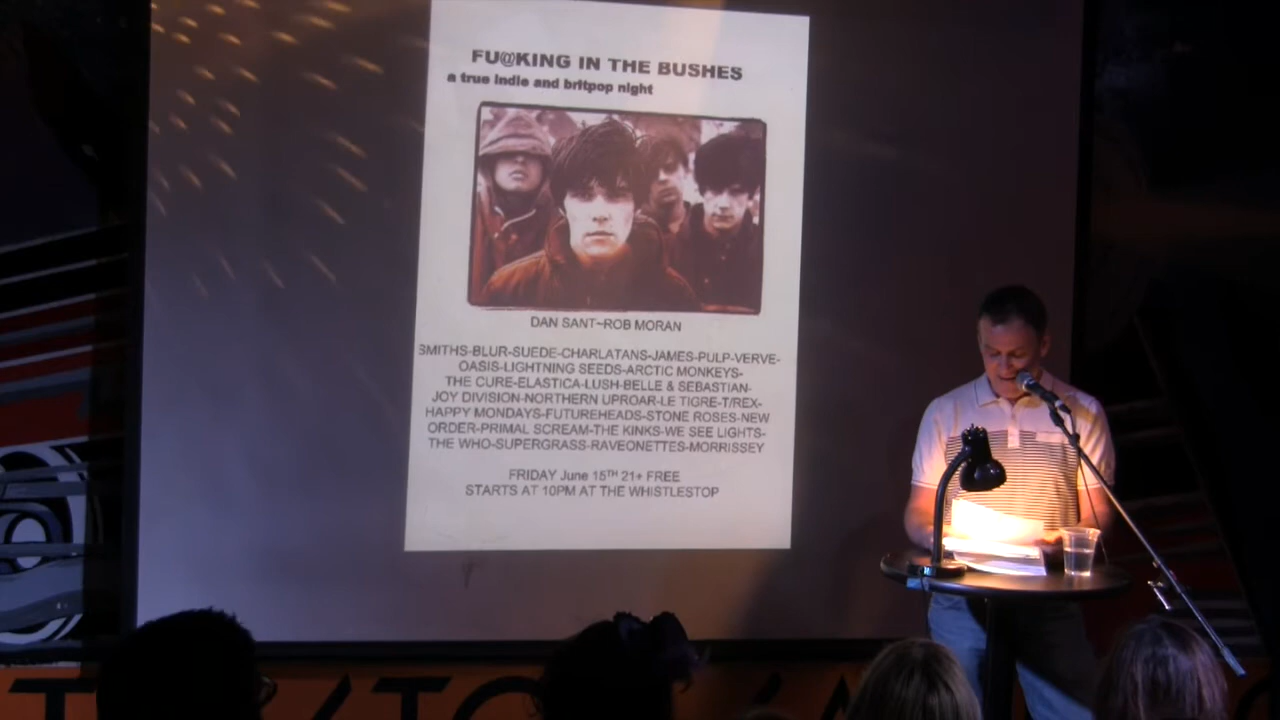 FU@KING IN THE BUSHES
a true indie and britpop night
DAN SANT~ROB MORAN
SMITHS-BLUR-SUEDE-CHARLATANS-JAMES-PULP-VERVE-
OASIS-LIGHTNING SEEDS-ARCTIC MONKEYS-
THE CURE-ELASTICA-LUSH-BELLE & SEBASTIAN-
JOY DIVISION-NORTHERN UPROAR-LE TIGRE-T/REX-
HAPPY MONDAYS-FUTUREHEADS-STONE ROSES-NEW
ORDER-PRIMAL SCREAM-THE KINKS-WE SEE LIGHTS-
THE WHO-SUPERGRASS-RAVEONETTES-MORRISSEY
FRIDAY June 15TH 21+ FREE
STARTS AT 10PM AT THE WHISTLESTOP